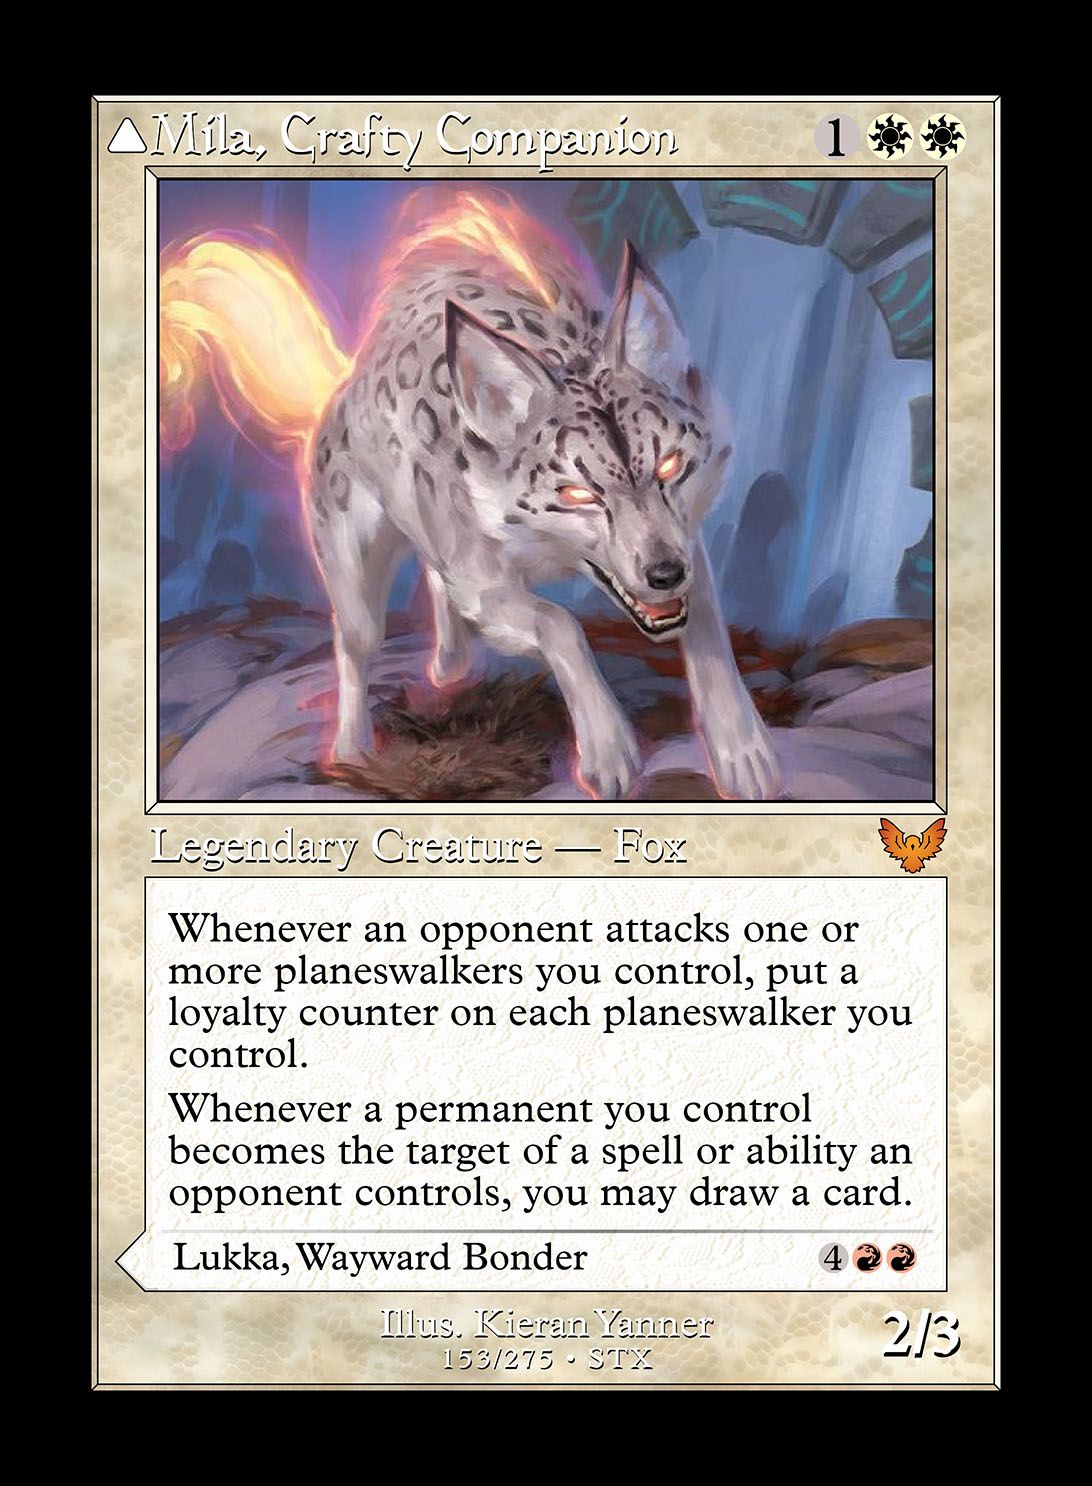 Mila, Crafty Companion 1
Legendary Creature — Fox
Whenever an opponent attacks one or
more planeswalkers you control, put a
loyalty counter on each planeswalker you
control.
Whenever a permanent you control
becomes the target of a spell or ability an
opponent controls, you may draw a card.
Lukka, Wayward Bonder 4
Illus. Kieran Yanner
153/275 • STX
2/3